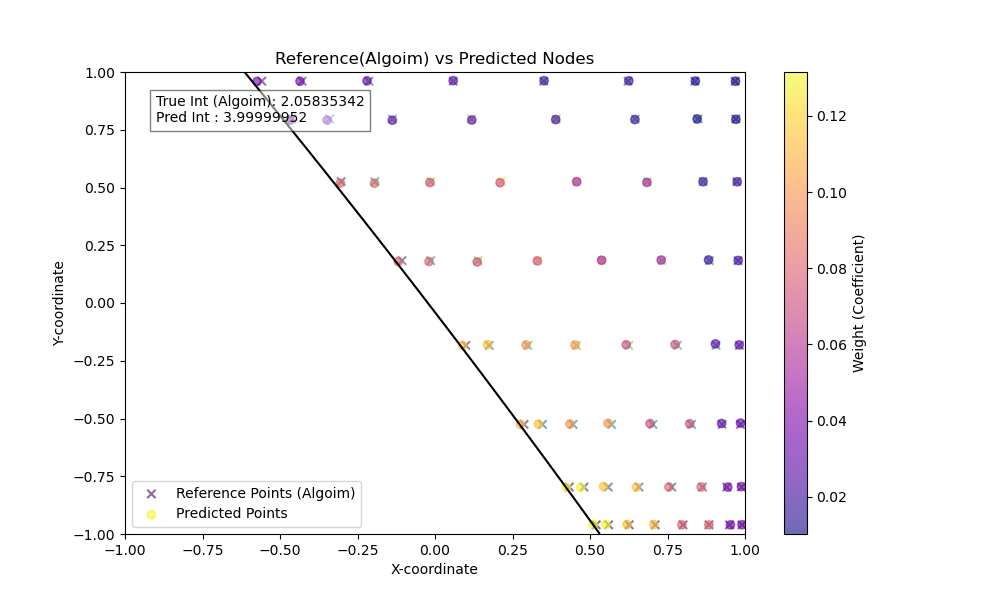 Reference(Algoim) vs Predicted Nodes
True Int (Algoim): 2.05835342
Pred Int : 3.99999952
1.00
0.75
0.50
0.25
0.00
−0.25
−0.50
−0.75
−1.00
Y-coordinate
Reference Points (Algoim)
Predicted Points
−1.00 −0.75 −0.50 −0.25 0.00 0.25 0.50 0.75 1.00
X-coordinate
0.12
0.10
0.08
0.06
0.04
0.02
Weight (Coefficient)